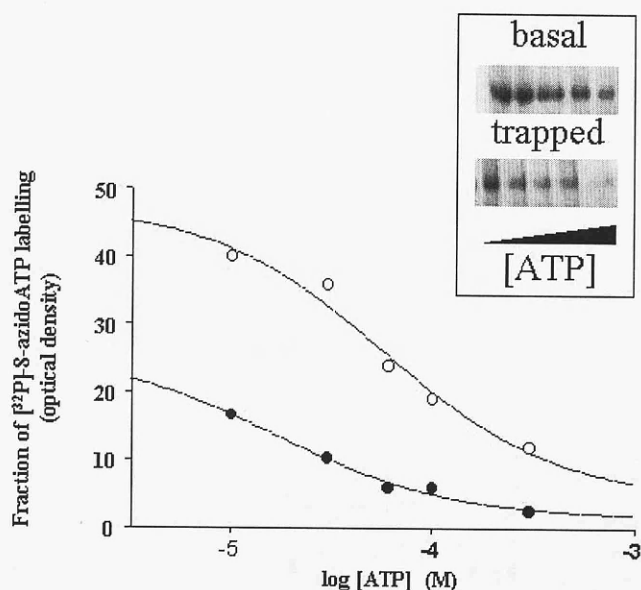 basal
trapped
[ATP]
Fraction of [³²P]-8-azidoATP labelling
(optical density)
50
40
30
20
10
0
-5
-4
-3
log [ATP] (M)